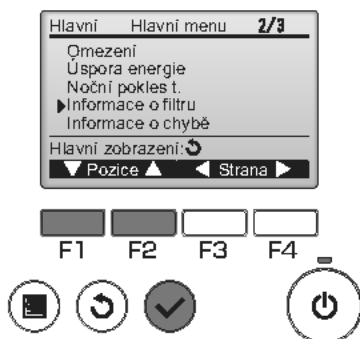 Hlavní Hlavní menu 2/3
Omezení
Úspora energie
Noční pokles t.
▶Informace o filtru
Informace o chybě
Hlavní zobrazení:
▼ Pozice ▲ ◀ Strana ▶
F1 F2 F3 F4